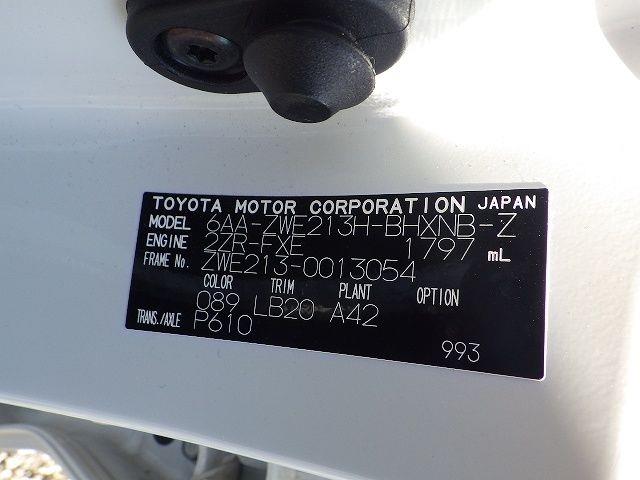 TOYOTA MOTOR CORPORATION JAPAN
MODEL 6AA-ZWE213H-BHXNB-Z
ENGINE 2ZR-FXE 1797 mL
FRAME No. ZWE213-0013054
COLOR TRIM PLANT OPTION
089 LB20 A42
TRANS./AXLE P610
993